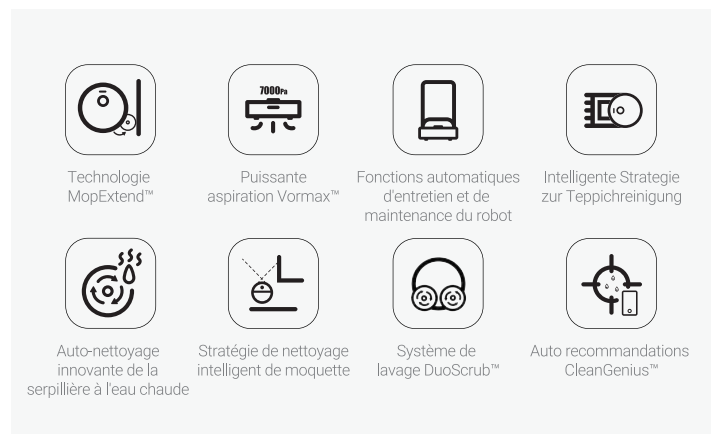 7000Pa
Technologie
MopExtend™
Puissante
aspiration Vormax™
Fonctions automatiques
d'entretien et de
maintenance du robot
Intelligente Strategie
zur Teppichreinigung
Auto-nettoyage
innovante de la
serpillière à l'eau chaude
Stratégie de nettoyage
intelligent de moquette
Système de
lavage DuoScrub™
Auto recommandations
CleanGenius™